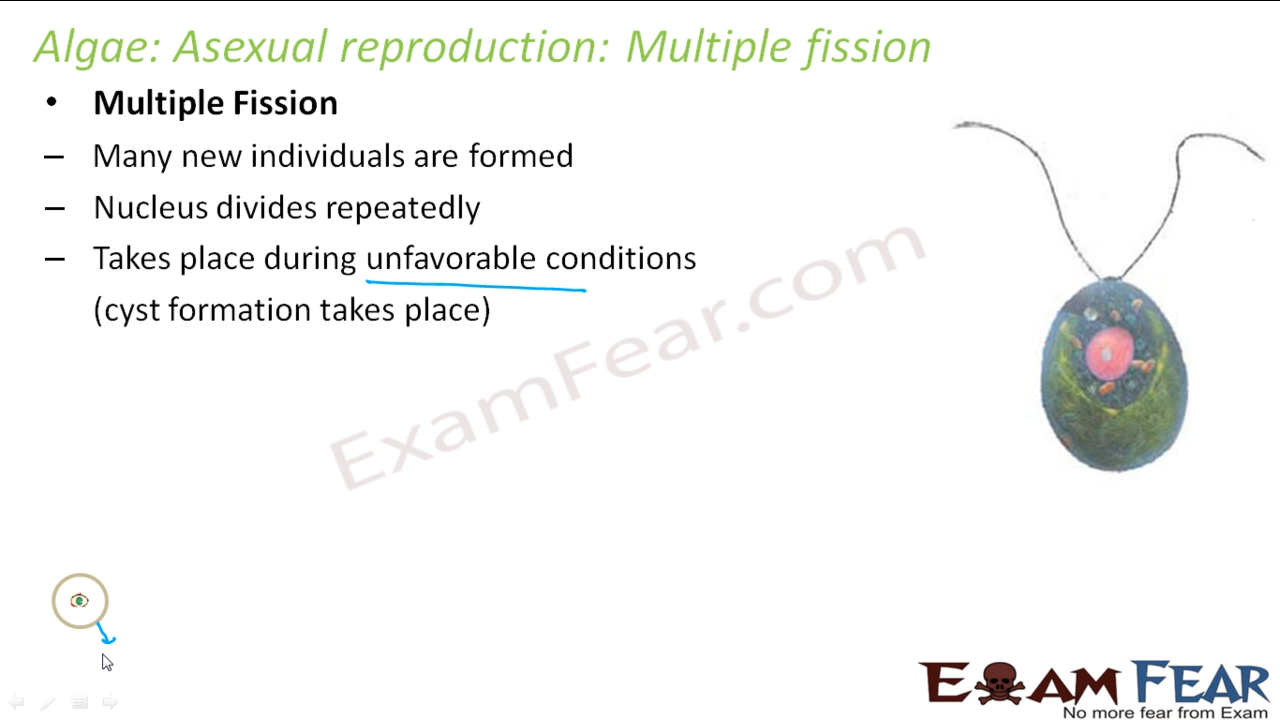 Algae: Asexual reproduction: Multiple fission
• Multiple Fission
– Many new individuals are formed
– Nucleus divides repeatedly
– Takes place during unfavorable conditions
(cyst formation takes place)
ExamFear.com
EXAM FEAR
No more fear from Exam